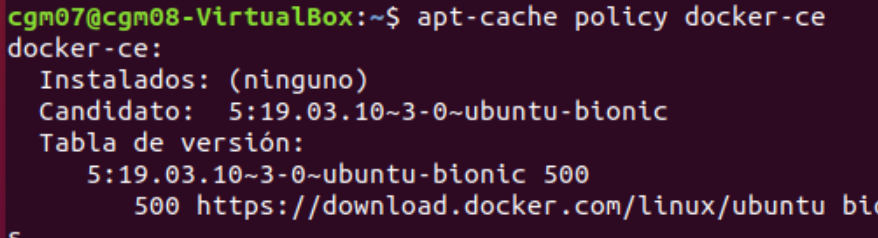 cgm07@cgm08-VirtualBox:~$ apt-cache policy docker-ce
docker-ce:
  Instalados: (ninguno)
  Candidato:  5:19.03.10~3-0~ubuntu-bionic
  Tabla de versión:
     5:19.03.10~3-0~ubuntu-bionic 500
        500 https://download.docker.com/linux/ubuntu